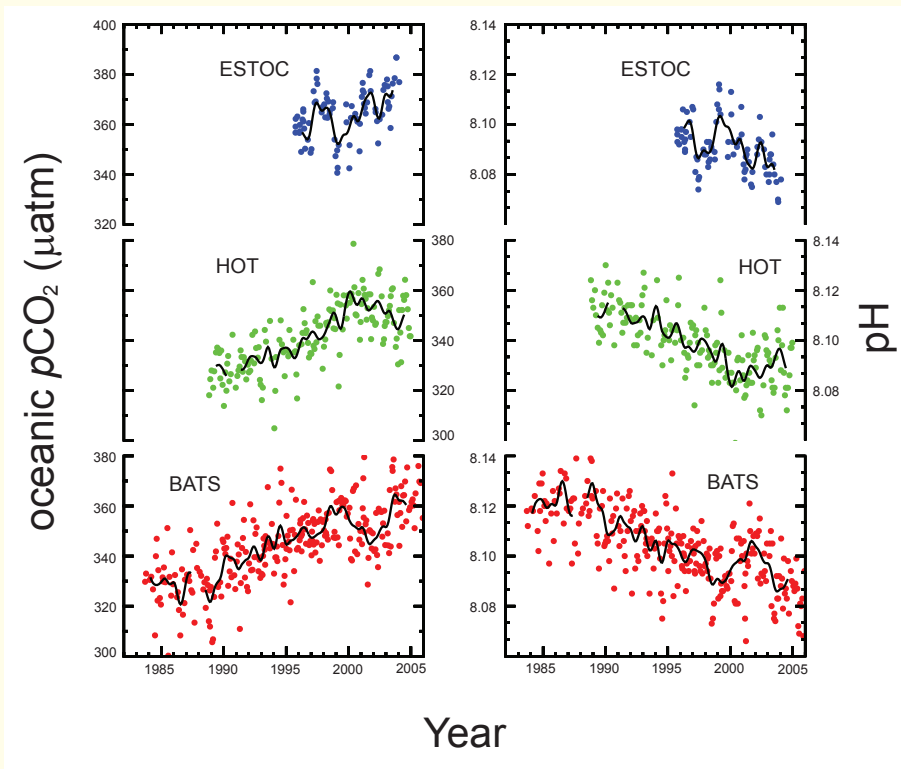 400
380
360
340
320
ESTOC
8.14
8.12
8.10
8.08
ESTOC
HOT
380
360
340
320
300
HOT
8.14
8.12
8.10
8.08
380
360
340
320
300
BATS
8.14
8.12
8.10
8.08
BATS
1985 1990 1995 2000 2005
1985 1990 1995 2000 2005
oceanic pCO₂ (µatm)
pH
Year